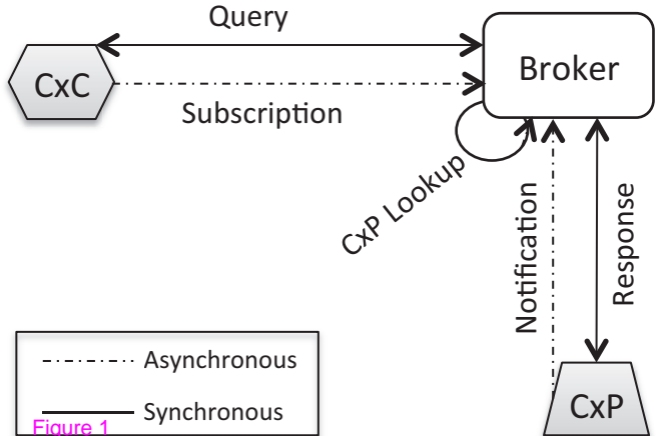 Query
CxC
Broker
Subscription
CxP Lookup
Notification
Response
Asynchronous
Synchronous
CxP
Figure 1